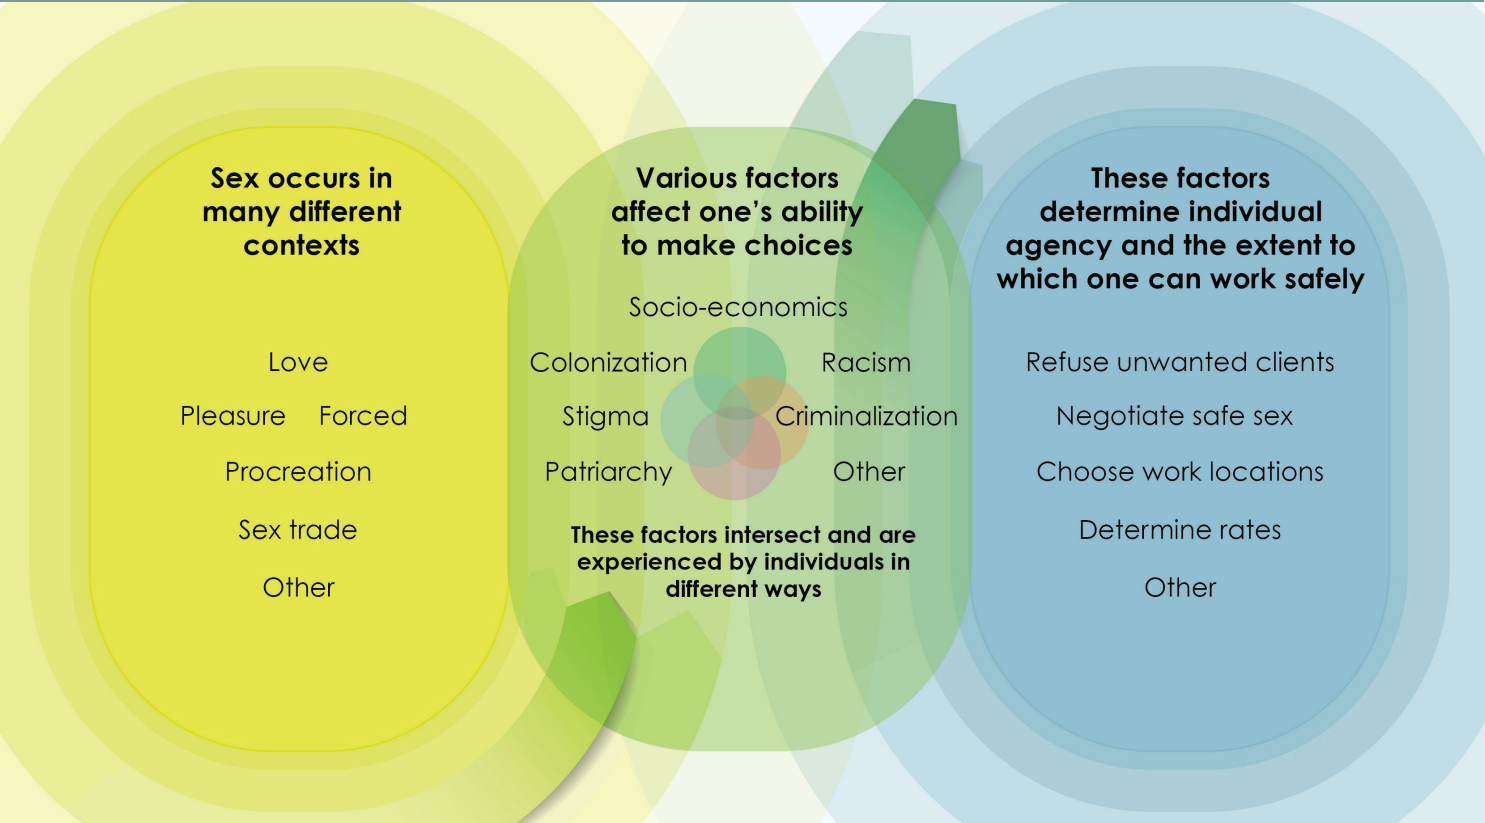 Sex occurs in
many different
contexts
Love
Pleasure Forced
Procreation
Sex trade
Other
Various factors
affect one’s ability
to make choices
Socio-economics
Colonization Racism
Stigma Criminalization
Patriarchy Other
These factors intersect and are
experienced by individuals in
different ways
These factors
determine individual
agency and the extent to
which one can work safely
Refuse unwanted clients
Negotiate safe sex
Choose work locations
Determine rates
Other